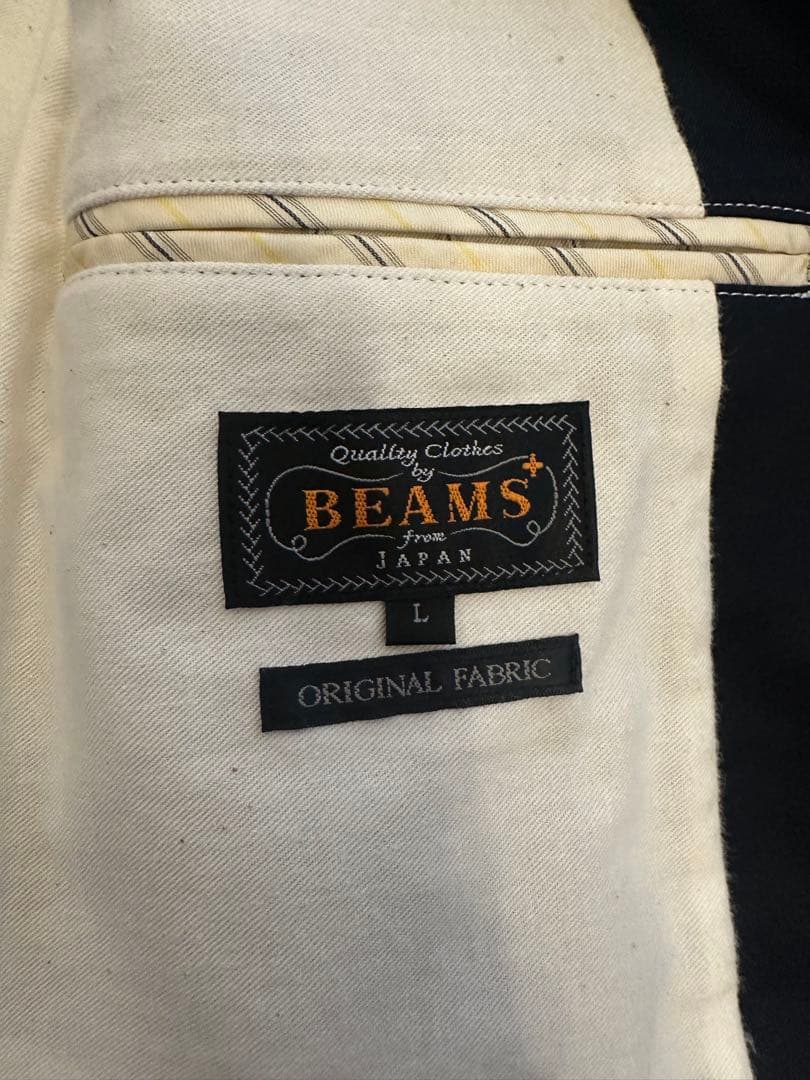 Quality Clothes
by
BEAMS+
from
JAPAN
L
ORIGINAL FABRIC